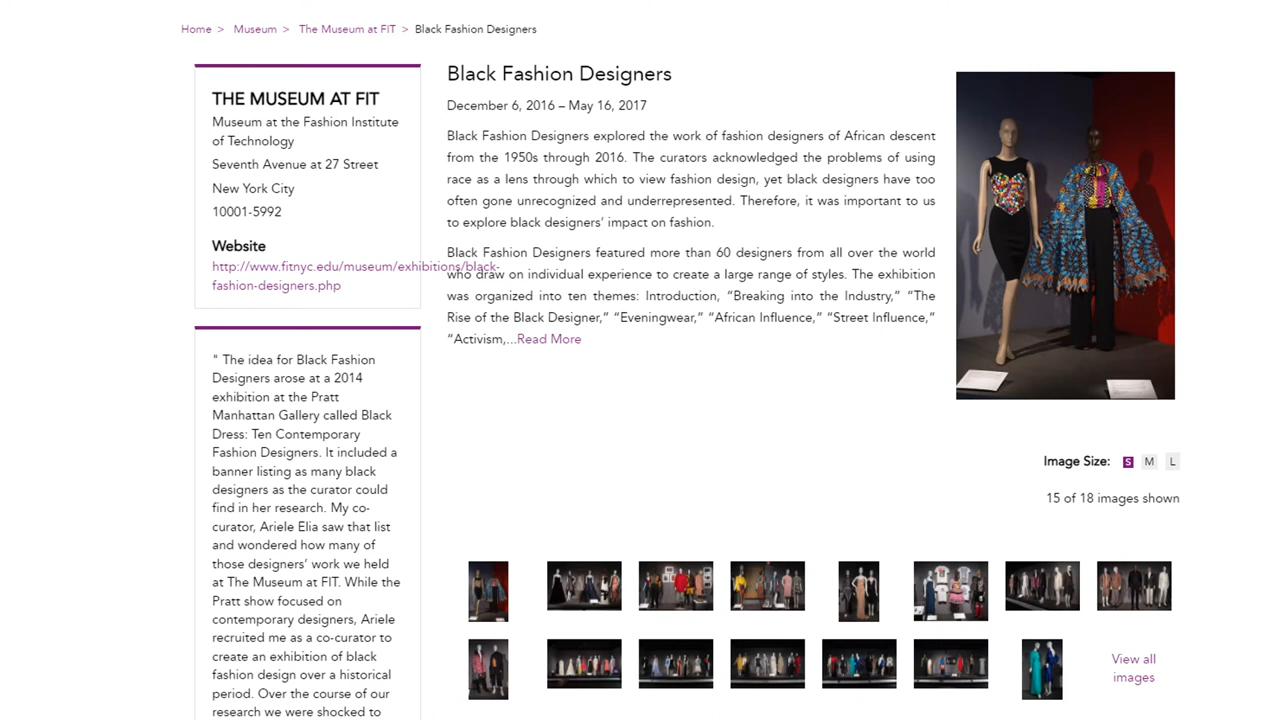 Home > Museum > The Museum at FIT > Black Fashion Designers
THE MUSEUM AT FIT
Museum at the Fashion Institute
of Technology
Seventh Avenue at 27 Street
New York City
10001-5992
Website
http://www.fitnyc.edu/museum/exhibitions/black-
fashion-designers.php
" The idea for Black Fashion
Designers arose at a 2014
exhibition at the Pratt
Manhattan Gallery called Black
Dress: Ten Contemporary
Fashion Designers. It included a
banner listing as many black
designers as the curator could
find in her research. My co-
curator, Ariele Elia saw that list
and wondered how many of
those designers’ work we held
at The Museum at FIT. While the
Pratt show focused on
contemporary designers, Ariele
recruited me as a co-curator to
create an exhibition of black
fashion design over a historical
period. Over the course of our
research we were shocked to
Black Fashion Designers
December 6, 2016 – May 16, 2017
Black Fashion Designers explored the work of fashion designers of African descent
from the 1950s through 2016. The curators acknowledged the problems of using
race as a lens through which to view fashion design, yet black designers have too
often gone unrecognized and underrepresented. Therefore, it was important to us
to explore black designers’ impact on fashion.
Black Fashion Designers featured more than 60 designers from all over the world
who draw on individual experience to create a large range of styles. The exhibition
was organized into ten themes: Introduction, “Breaking into the Industry,” “The
Rise of the Black Designer,” “Eveningwear,” “African Influence,” “Street Influence,”
“Activism,...Read More
Image Size: S M L
15 of 18 images shown
View all
images